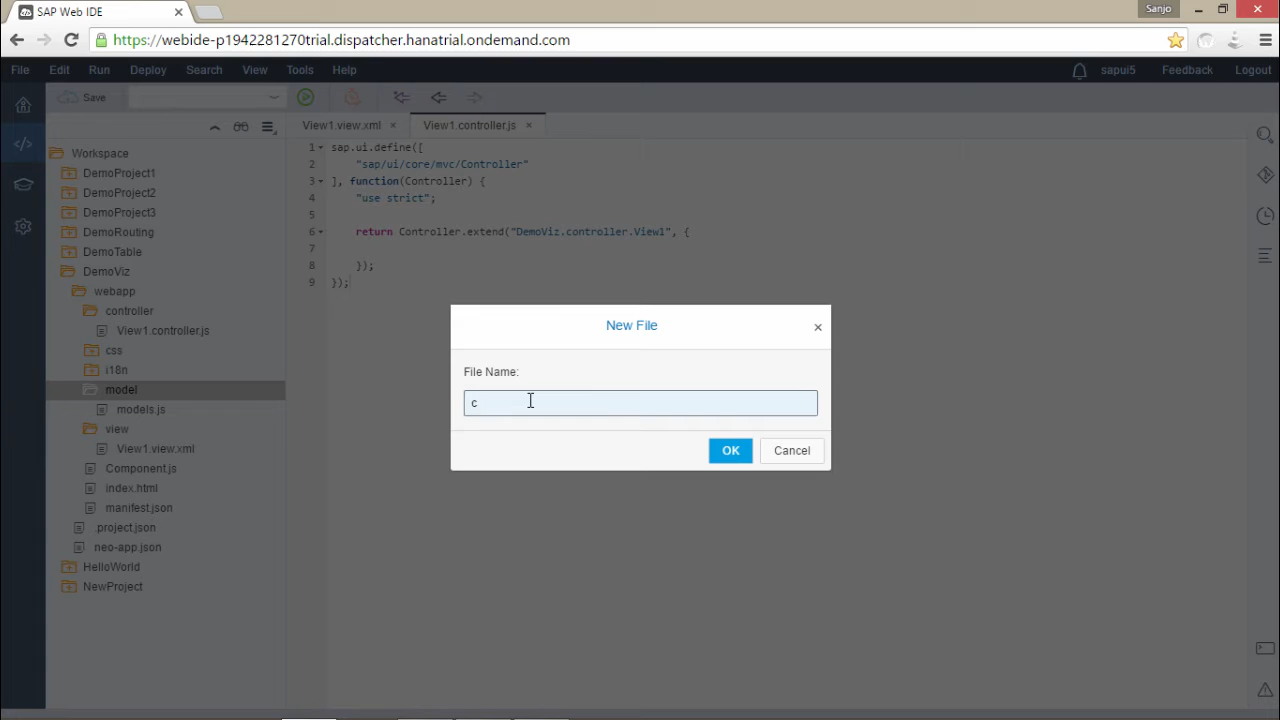 SAP Web IDE
Sanjo
https://webide-p1942281270trial.dispatcher.hanatrial.ondemand.com
File Edit Run Deploy Search View Tools Help
sapui5 Feedback Logout
Save
View1.view.xml View1.controller.js
Workspace
DemoProject1
DemoProject2
DemoProject3
DemoRouting
DemoTable
DemoViz
webapp
controller
View1.controller.js
css
i18n
model
models.js
view
View1.view.xml
Component.js
index.html
manifest.json
.project.json
neo-app.json
HelloWorld
NewProject
1 sap.ui.define([
2 "sap/ui/core/mvc/Controller"
3 ], function(Controller) {
4 "use strict";
5
6 return Controller.extend("DemoViz.controller.View1", {
7
8 });
9 });
New File
File Name:
c
OK Cancel